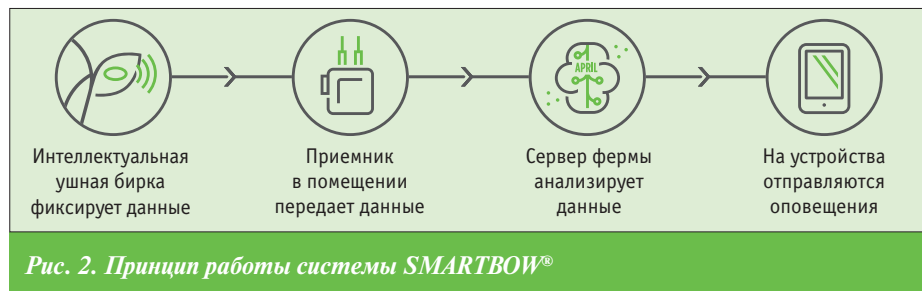 APRIL
Интеллектуальная
ушная бирка
фиксирует данные
Приемник
в помещении
передает данные
Сервер фермы
анализирует
данные
На устройства
отправляются
оповещения
Рис. 2. Принцип работы системы SMARTBOW®